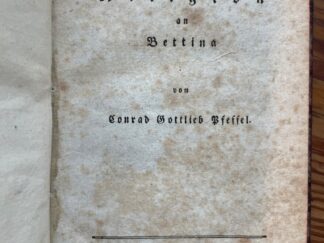 an
Bettina
von
Conrad Gottlieb Pfeffel.